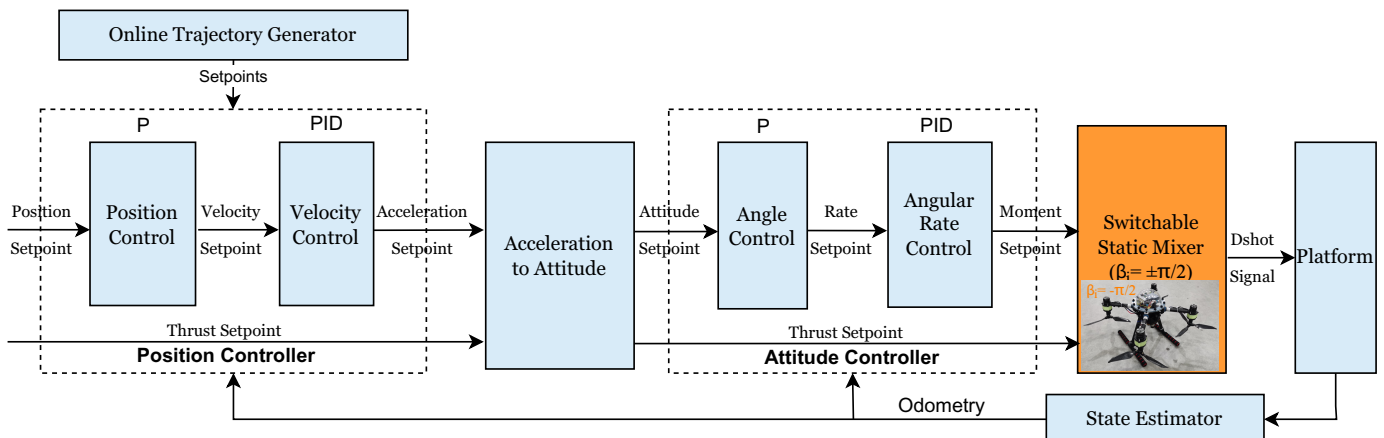 Online Trajectory Generator
Setpoints
P
PID
P
PID
Position
Setpoint
Position
Control
Velocity
Setpoint
Velocity
Control
Acceleration
Setpoint
Acceleration
to Attitude
Attitude
Setpoint
Angle
Control
Rate
Setpoint
Angular
Rate
Control
Moment
Setpoint
Switchable
Static Mixer
(βᵢ= ±π/2)
βᵢ= -π/2
Dshot
Signal
Platform
Thrust Setpoint
Position Controller
Thrust Setpoint
Attitude Controller
Odometry
State Estimator